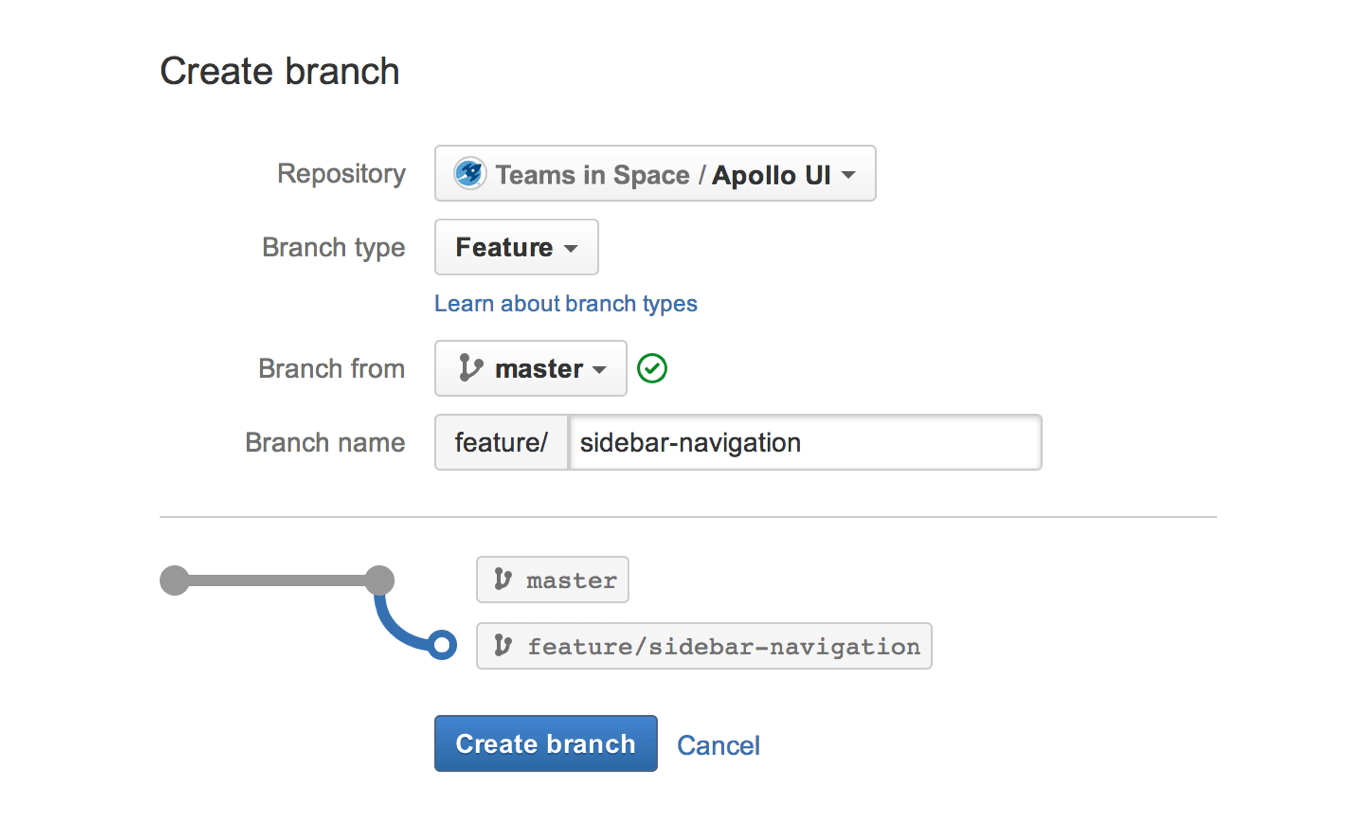 Create branch
Repository Teams in Space / Apollo UI
Branch type Feature
Learn about branch types
Branch from master
Branch name feature/ sidebar-navigation
master
feature/sidebar-navigation
Create branch Cancel